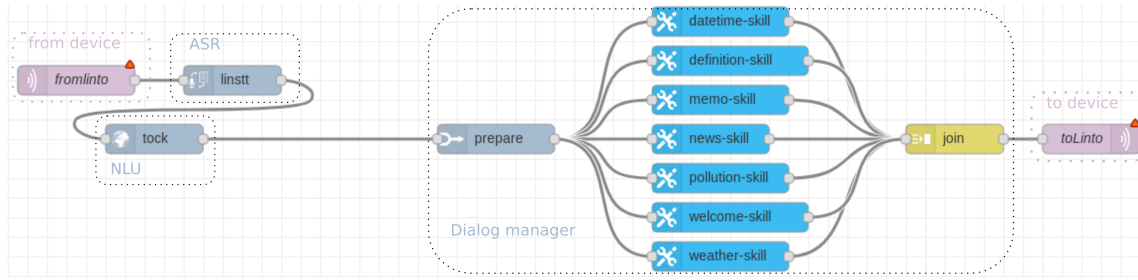 from device
fromlinto
ASR
linstt
tock
NLU
prepare
Dialog manager
datetime-skill
definition-skill
memo-skill
news-skill
pollution-skill
welcome-skill
weather-skill
join
to device
toLinto